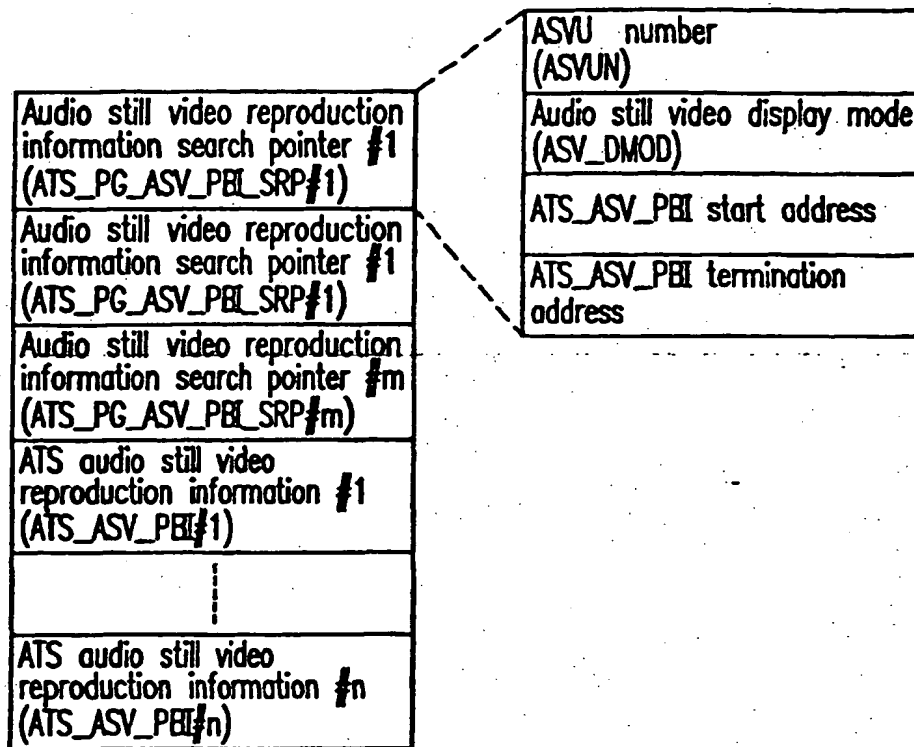 Audio still video reproduction
information search pointer #1
(ATS_PG_ASV_PBI_SRP#1)
Audio still video reproduction
information search pointer #1
(ATS_PG_ASV_PBI_SRP#1)
Audio still video reproduction
information search pointer #m
(ATS_PG_ASV_PBI_SRP#m)
ATS audio still video
reproduction information #1
(ATS_ASV_PBI#1)
ATS audio still video
reproduction information #n
(ATS_ASV_PBI#n)
ASVU number
(ASVUN)
Audio still video display mode
(ASV_DMOD)
ATS_ASV_PBI start address
ATS_ASV_PBI termination
address